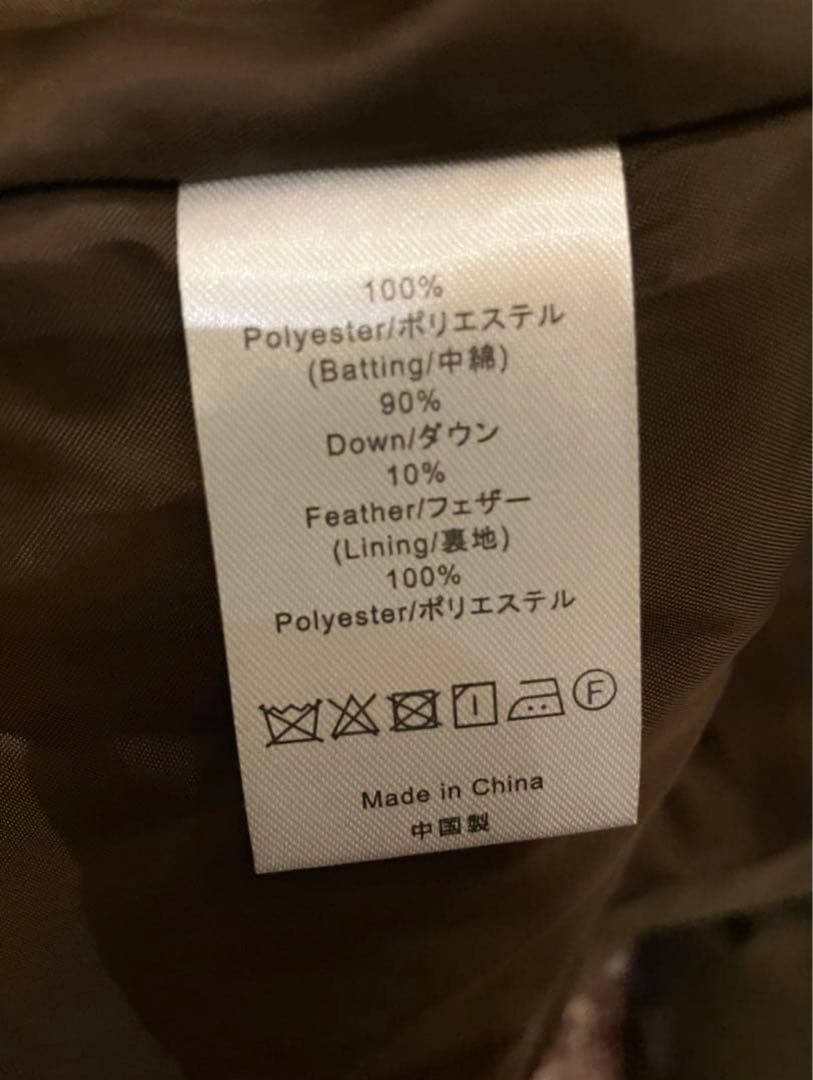 100%
Polyester/ポリエステル
(Batting/中綿)
90%
Down/ダウン
10%
Feather/フェザー
(Lining/裏地)
100%
Polyester/ポリエステル
F
Made in China
中国製